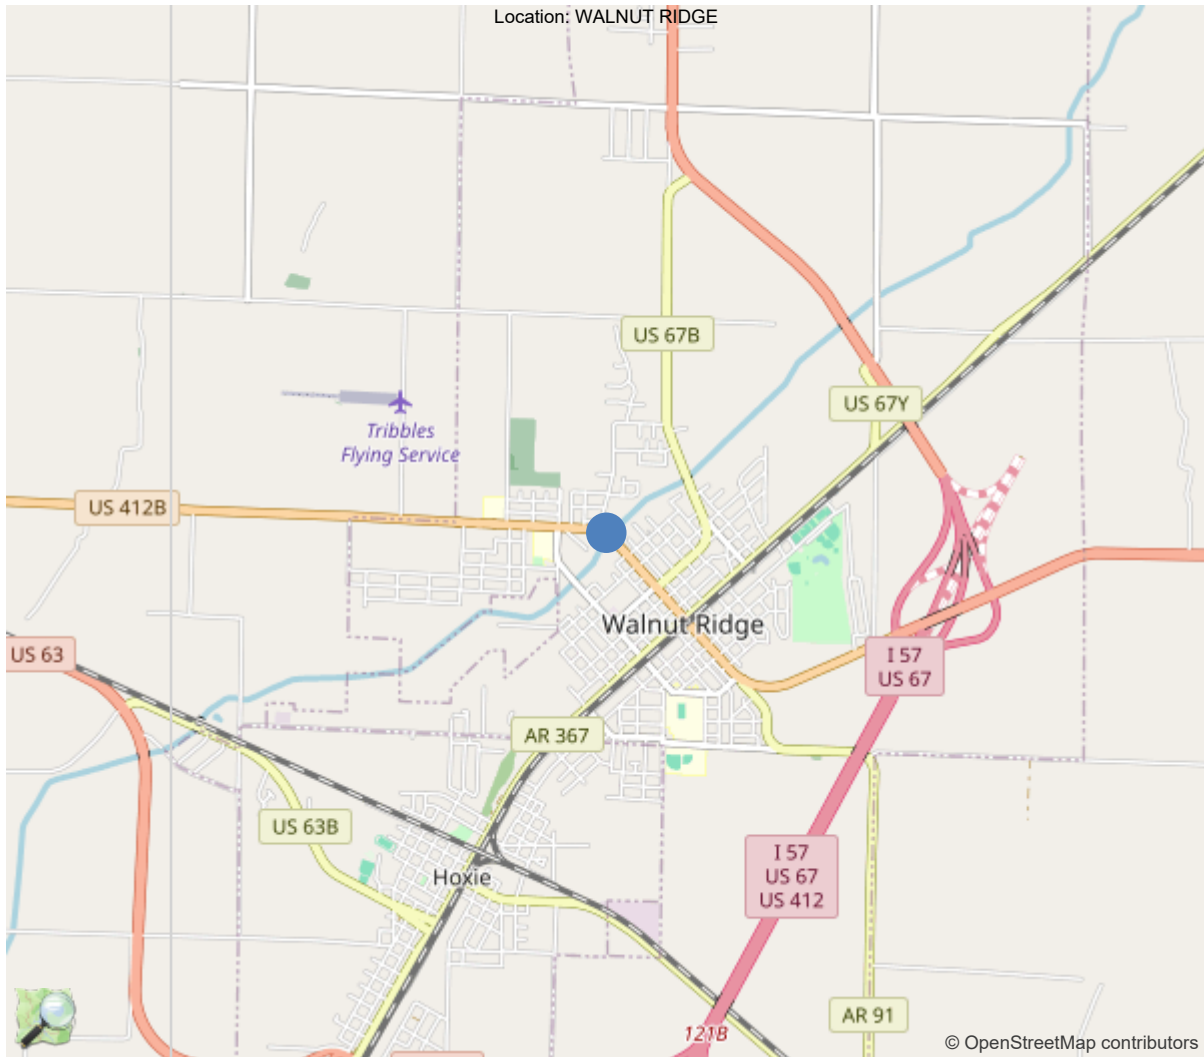 Location: WALNUT RIDGE
US 67B
US 67Y
Tribbles
Flying Service
US 412B
Walnut Ridge
US 63
I 57
US 67
AR 367
US 63B
I 57
US 67
US 412
Hoxie
AR 91
121B
© OpenStreetMap contributors